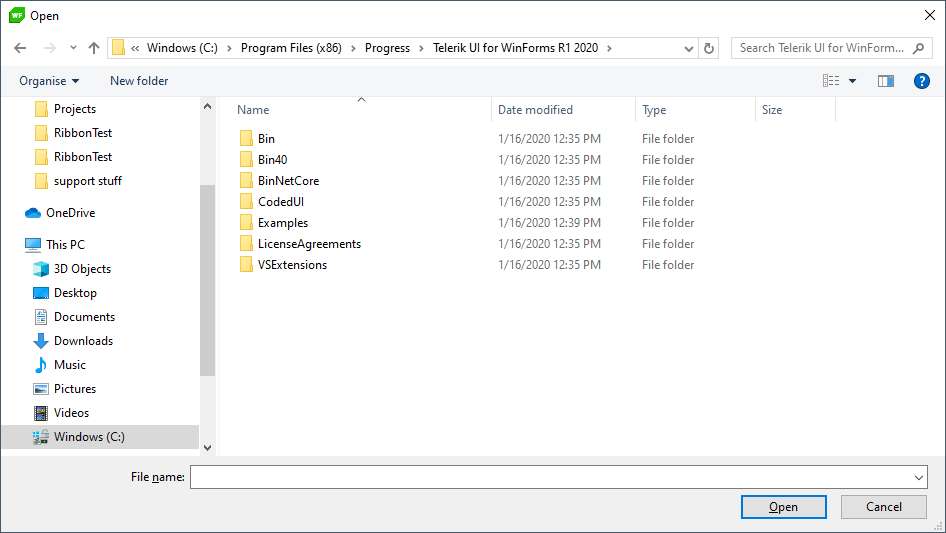 WF Open
« Windows (C:) > Program Files (x86) > Progress > Telerik UI for WinForms R1 2020 > Search Telerik UI for WinForm...
Organise New folder ?
Name Date modified Type Size
Projects
RibbonTest
RibbonTest
support stuff
OneDrive
This PC
3D Objects
Desktop
Documents
Downloads
Music
Pictures
Videos
Windows (C:)
Bin 1/16/2020 12:35 PM File folder
Bin40 1/16/2020 12:35 PM File folder
BinNetCore 1/16/2020 12:35 PM File folder
CodedUI 1/16/2020 12:35 PM File folder
Examples 1/16/2020 12:39 PM File folder
LicenseAgreements 1/16/2020 12:35 PM File folder
VSExtensions 1/16/2020 12:35 PM File folder
File name:
Open Cancel